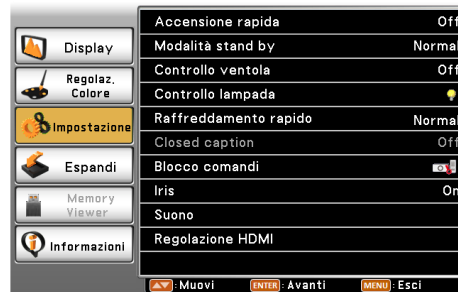 Display
Regolaz.
Colore
Impostazione
Espandi
Memory
Viewer
Informazioni
Accensione rapida Off
Modalità stand by Normal
Controllo ventola Off
Controllo lampada
Raffreddamento rapido Normal
Closed caption Off
Blocco comandi
Iris On
Suono
Regolazione HDMI
: Muovi ENTER : Avanti MENU : Esci